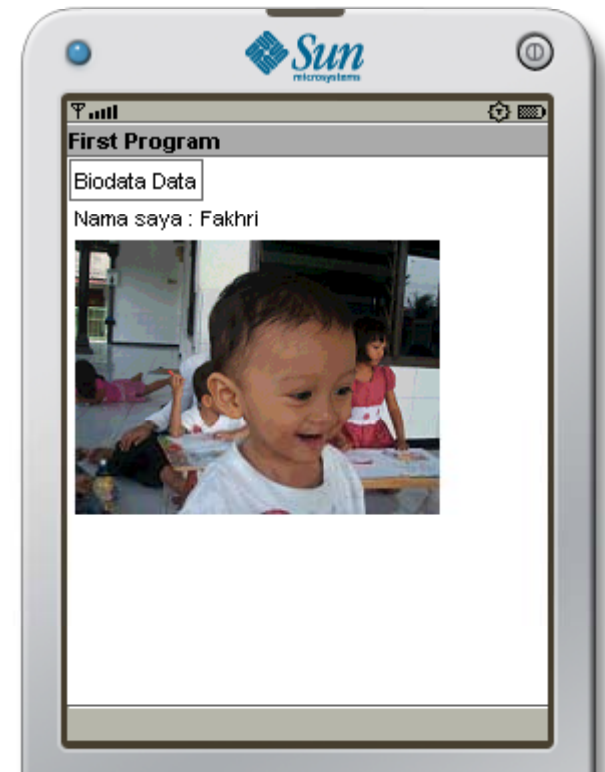 Sun
microsystems
First Program
Biodata Data
Nama saya : Fakhri